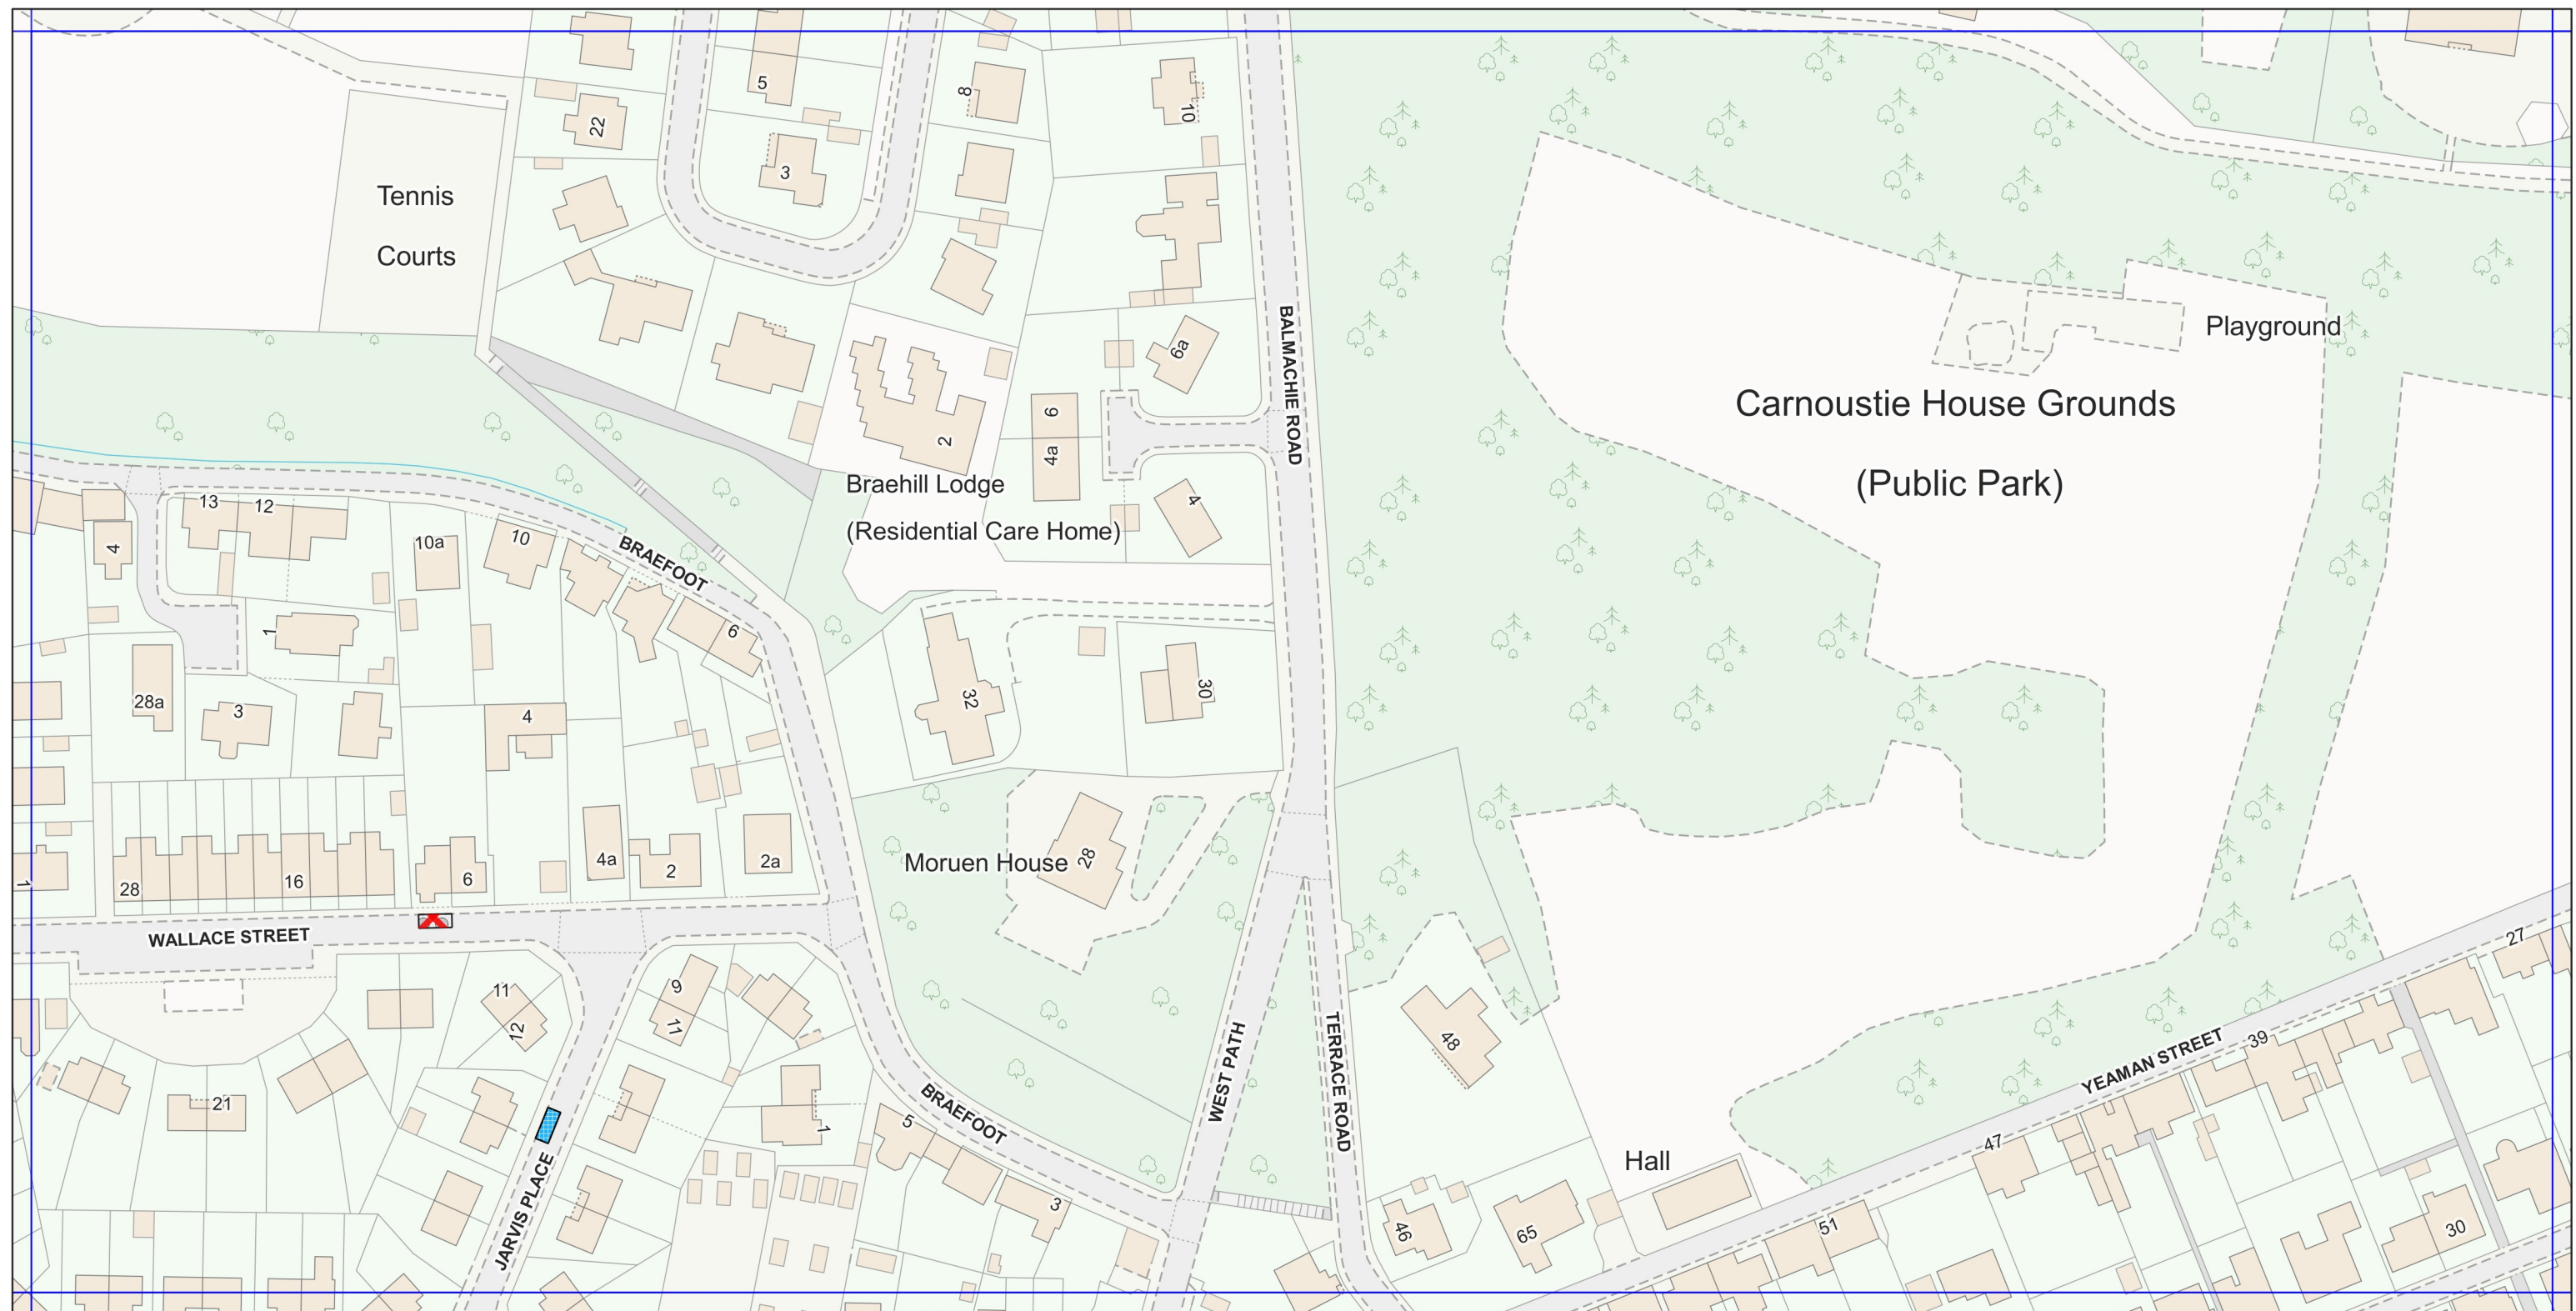 5
8
10
22
3
Tennis
Courts
BALMACHIE ROAD
Playground
6a
Carnoustie House Grounds
(Public Park)
6
4a
2
4
Braehill Lodge
(Residential Care Home)
13
12
10a
10
4
BRAEFOOT
1
6
28a
3
4
32
30
28
16
6
4a
2
2a
1
Moruen House
28
WALLACE STREET
27
11
12
9
11
48
39
YEAMAN STREET
WEST PATH
TERRACE ROAD
21
BRAEFOOT
5
1
47
Hall
JARVIS PLACE
3
46
65
51
30